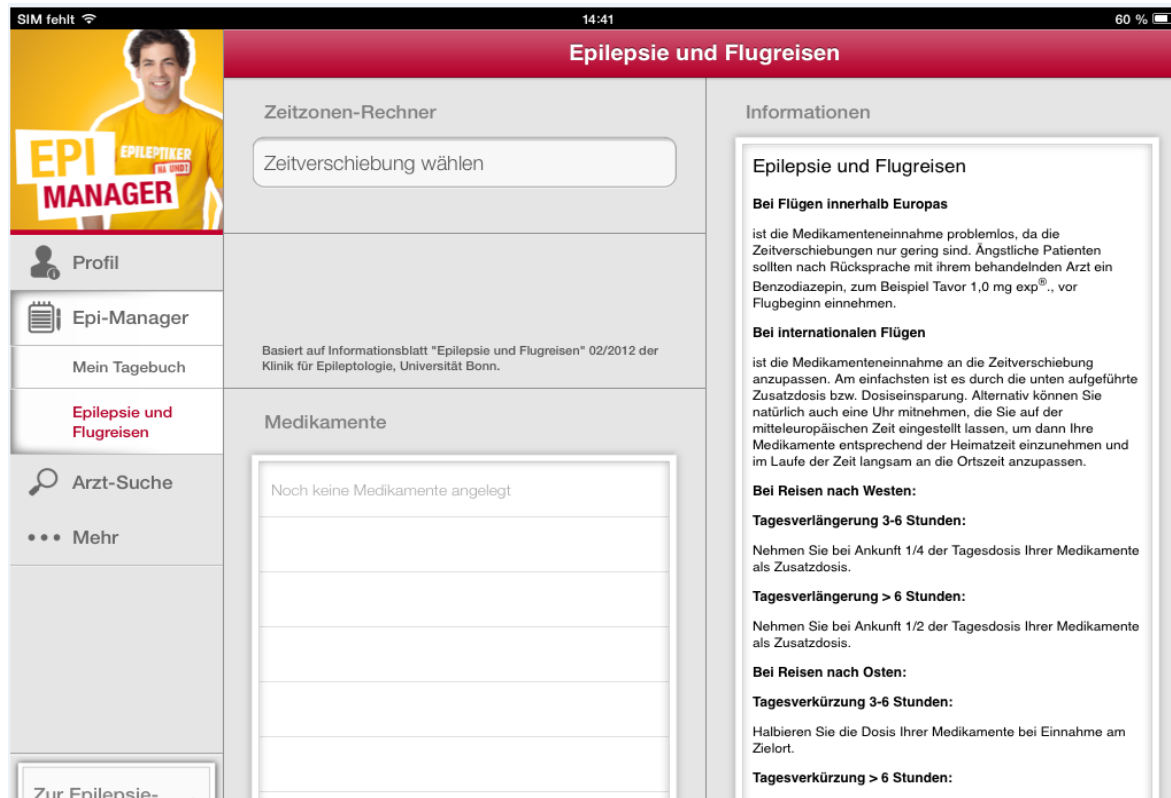 SIM fehlt
14:41
60 %
EPI
MANAGER
EPILEPTIKER
NA UND?
Profil
Epi-Manager
Mein Tagebuch
Epilepsie und
Flugreisen
Arzt-Suche
Mehr
Zur Epilepsie-
Epilepsie und Flugreisen
Zeitzonen-Rechner
Zeitverschiebung wählen
Basiert auf Informationsblatt "Epilepsie und Flugreisen" 02/2012 der
Klinik für Epileptologie, Universität Bonn.
Medikamente
Noch keine Medikamente angelegt
Informationen
Epilepsie und Flugreisen
Bei Flügen innerhalb Europas
ist die Medikamenteneinnahme problemlos, da die
Zeitverschiebungen nur gering sind. Ängstliche Patienten
sollten nach Rücksprache mit ihrem behandelnden Arzt ein
Benzodiazepin, zum Beispiel Tavor 1,0 mg exp®., vor
Flugbeginn einnehmen.
Bei internationalen Flügen
ist die Medikamenteneinnahme an die Zeitverschiebung
anzupassen. Am einfachsten ist es durch die unten aufgeführte
Zusatzdosis bzw. Dosiseinsparung. Alternativ können Sie
natürlich auch eine Uhr mitnehmen, die Sie auf der
mitteleuropäischen Zeit eingestellt lassen, um dann Ihre
Medikamente entsprechend der Heimatzeit einzunehmen und
im Laufe der Zeit langsam an die Ortszeit anzupassen.
Bei Reisen nach Westen:
Tagesverlängerung 3-6 Stunden:
Nehmen Sie bei Ankunft 1/4 der Tagesdosis Ihrer Medikamente
als Zusatzdosis.
Tagesverlängerung > 6 Stunden:
Nehmen Sie bei Ankunft 1/2 der Tagesdosis Ihrer Medikamente
als Zusatzdosis.
Bei Reisen nach Osten:
Tagesverkürzung 3-6 Stunden:
Halbieren Sie die Dosis Ihrer Medikamente bei Einnahme am
Zielort.
Tagesverkürzung > 6 Stunden: